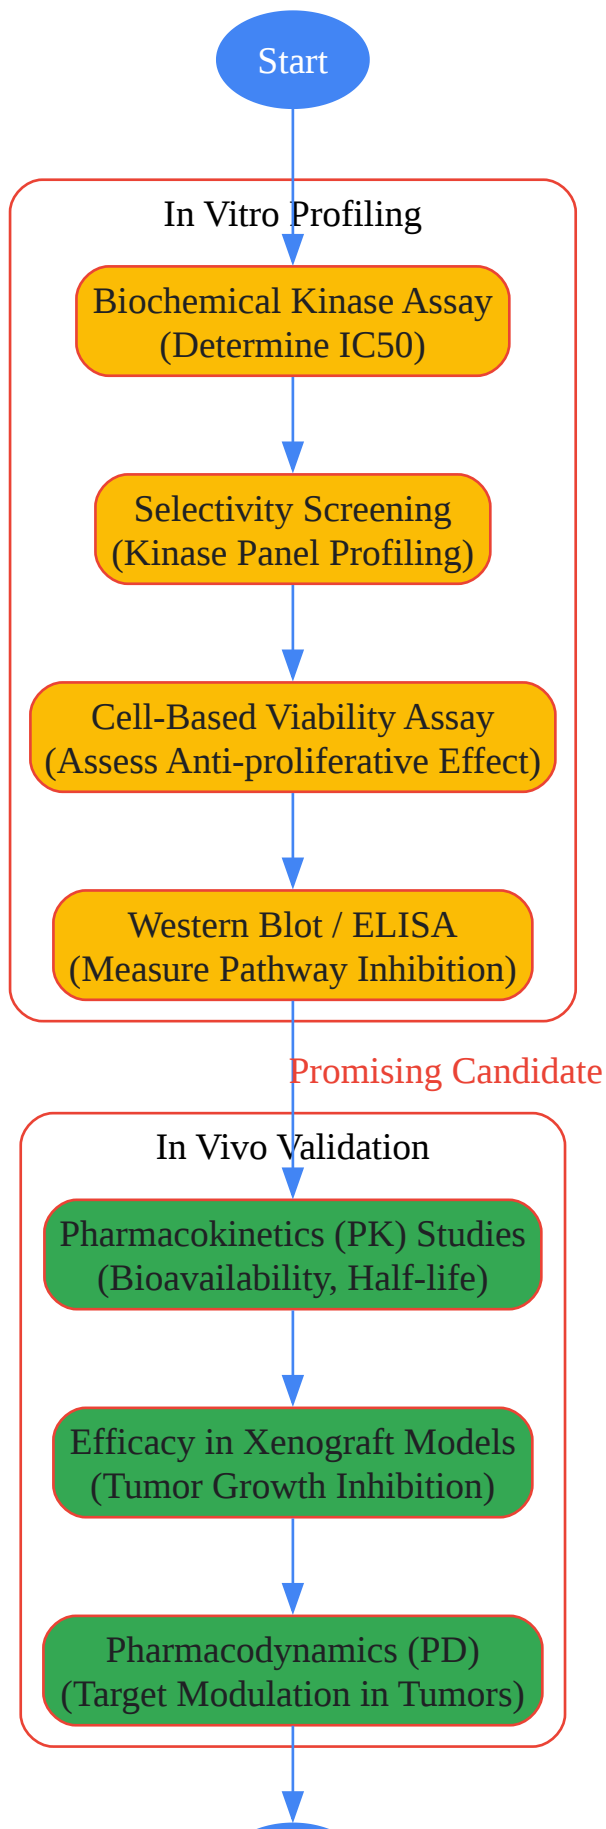 Start
In Vitro Profiling
Biochemical Kinase Assay
(Determine IC50)
Selectivity Screening
(Kinase Panel Profiling)
Cell-Based Viability Assay
(Assess Anti-proliferative Effect)
Western Blot / ELISA
(Measure Pathway Inhibition)
Promising Candidate
In Vivo Validation
Pharmacokinetics (PK) Studies
(Bioavailability, Half-life)
Efficacy in Xenograft Models
(Tumor Growth Inhibition)
Pharmacodynamics (PD)
(Target Modulation in Tumors)